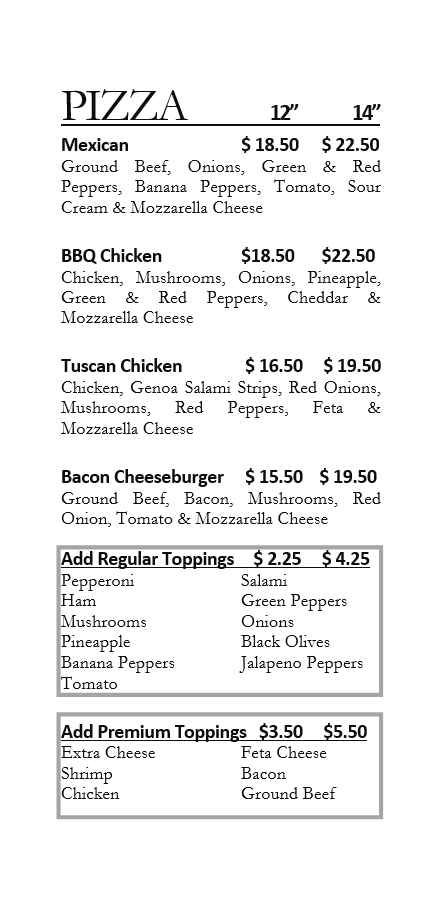 PIZZA 12” 14”
Mexican $ 18.50 $ 22.50
Ground Beef, Onions, Green & Red
Peppers, Banana Peppers, Tomato, Sour
Cream & Mozzarella Cheese
BBQ Chicken $18.50 $22.50
Chicken, Mushrooms, Onions, Pineapple,
Green & Red Peppers, Cheddar &
Mozzarella Cheese
Tuscan Chicken $ 16.50 $ 19.50
Chicken, Genoa Salami Strips, Red Onions,
Mushrooms, Red Peppers, Feta &
Mozzarella Cheese
Bacon Cheeseburger $ 15.50 $ 19.50
Ground Beef, Bacon, Mushrooms, Red
Onion, Tomato & Mozzarella Cheese
Add Regular Toppings $ 2.25 $ 4.25
Pepperoni Salami
Ham Green Peppers
Mushrooms Onions
Pineapple Black Olives
Banana Peppers Jalapeno Peppers
Tomato
Add Premium Toppings $3.50 $5.50
Extra Cheese Feta Cheese
Shrimp Bacon
Chicken Ground Beef